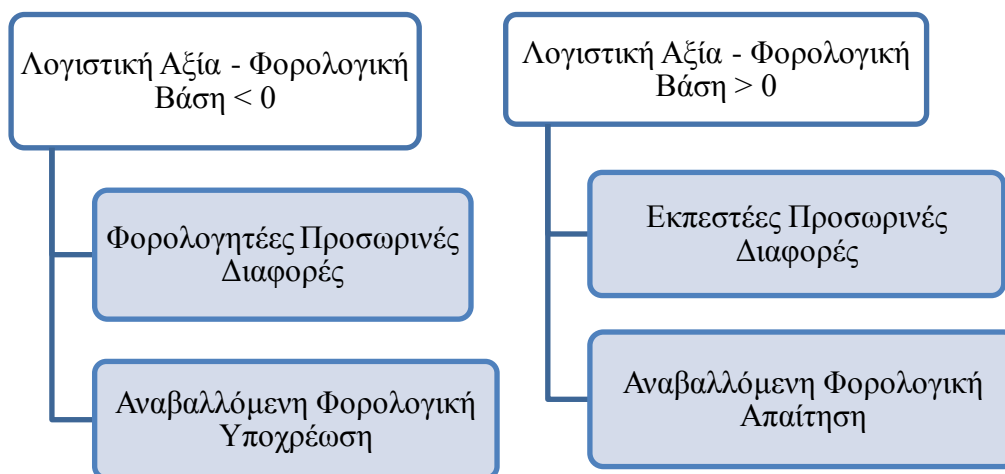 Λογιστική Αξία - Φορολογική
Βάση < 0
Φορολογητέες Προσωρινές
Διαφορές
Αναβαλλόμενη Φορολογική
Υποχρέωση
Λογιστική Αξία - Φορολογική
Βάση > 0
Εκπεστέες Προσωρινές
Διαφορές
Αναβαλλόμενη Φορολογική
Απαίτηση